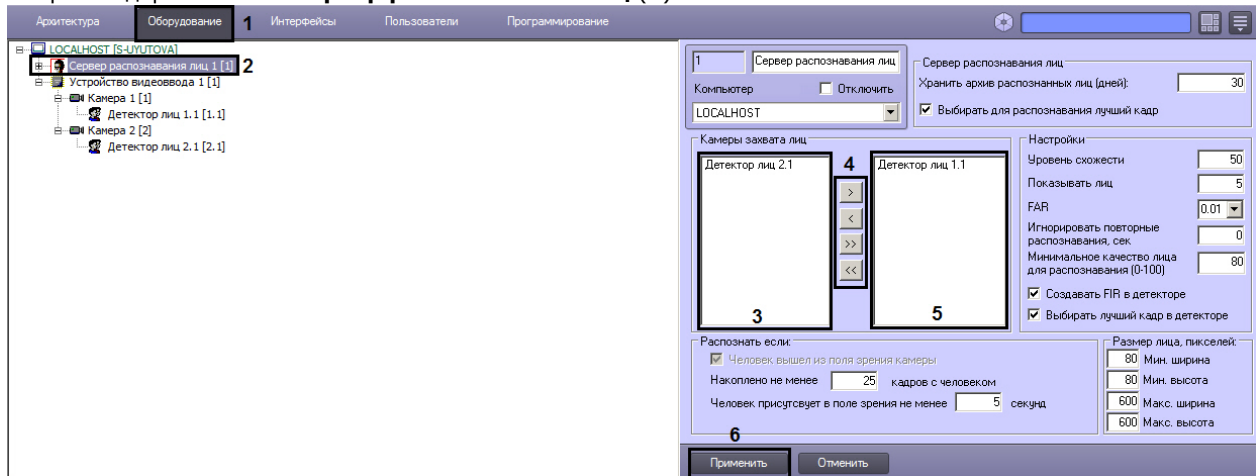 Архитектура Оборудование 1 Интерфейсы Пользователи Программирование
LOCALHOST [S-UYUTOVA]
Сервер распознавания лиц 1 [1] 2
Устройство видеоввода 1 [1]
Камера 1 [1]
Детектор лиц 1.1 [1.1]
Камера 2 [2]
Детектор лиц 2.1 [2.1]
1 Сервер распознавания лиц
Компьютер Отключить
LOCALHOST
Сервер распознавания лиц
Хранить архив распознанных лиц (дней): 30
Выбирать для распознавания лучший кадр
Камеры захвата лиц
Детектор лиц 2.1 4 Детектор лиц 1.1
>
<
>>
<<
3 5
Настройки
Уровень схожести 50
Показывать лиц 5
FAR 0.01
Игнорировать повторные
распознавания, сек 0
Минимальное качество лица
для распознавания (0-100) 80
Создавать FIR в детекторе
Выбирать лучший кадр в детекторе
Распознать если:
Человек вышел из поля зрения камеры
Накоплено не менее 25 кадров с человеком
Человек присутсвует в поле зрения не менее 5 секунд
Размер лица, пикселей:
80 Мин. ширина
80 Мин. высота
600 Макс. ширина
600 Макс. высота
6
Применить Отменить